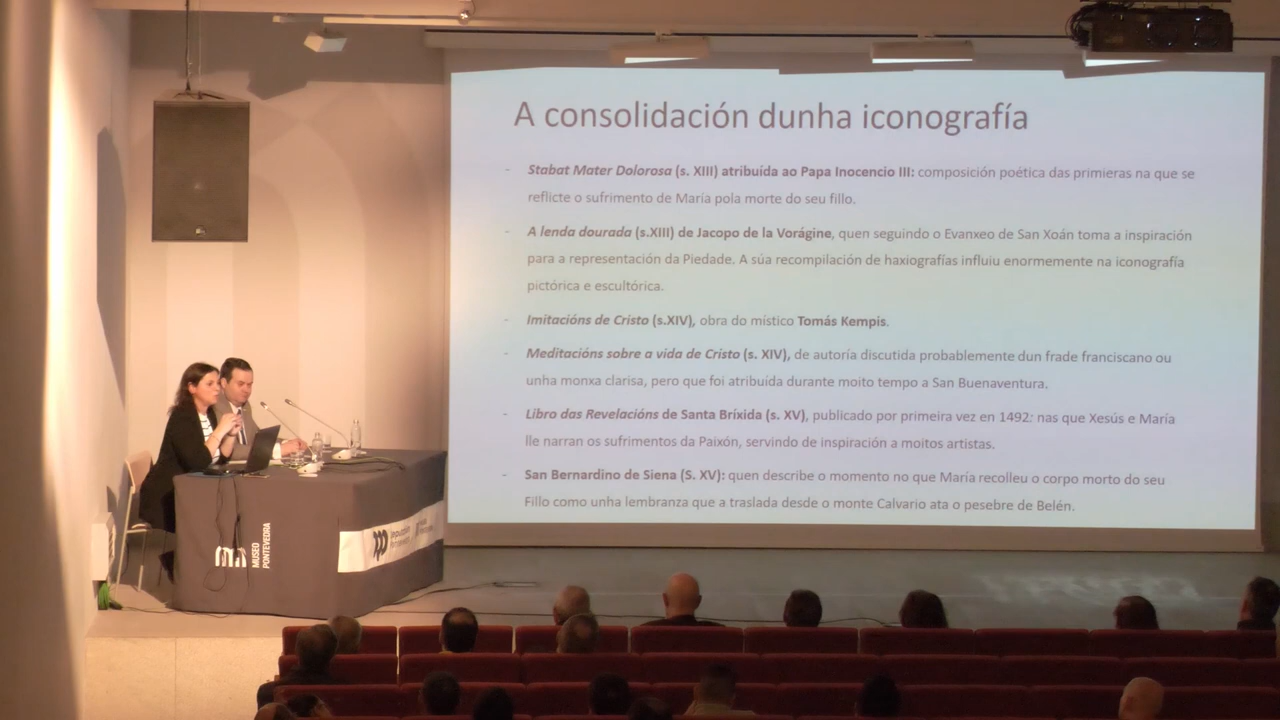 A consolidación dunha iconografía
- Stabat Mater Dolorosa (s. XIII) atribuída ao Papa Inocencio III: composición poética das primieras na que se
reflicte o sufrimento de María pola morte do seu fillo.
- A lenda dourada (s.XIII) de Jacopo de la Vorágine, quen seguindo o Evanxeo de San Xoán toma a inspiración
para a representación da Piedade. A súa recompilación de haxiografías influiu enormemente na iconografía
pictórica e escultórica.
- Imitacións de Cristo (s.XIV), obra do místico Tomás Kempis.
- Meditacións sobre a vida de Cristo (s. XIV), de autoría discutida probablemente dun frade franciscano ou
unha monxa clarisa, pero que foi atribuída durante moito tempo a San Buenaventura.
- Libro das Revelacións de Santa Bríxida (s. XV), publicado por primeira vez en 1492: nas que Xesús e María
lle narran os sufrimentos da Paixón, servindo de inspiración a moitos artistas.
- San Bernardino de Siena (S. XV): quen describe o momento no que María recolleu o corpo morto do seu
Fillo como unha lembranza que a traslada desde o monte Calvario ata o pesebre de Belén.
MUSEO
PONTEVEDRA